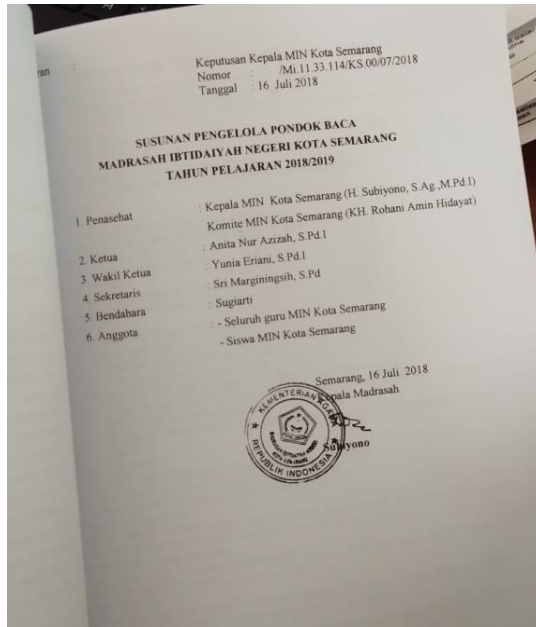 ran :
Keputusan Kepala MIN Kota Semarang
Nomor : /Mi.11.33.114/KS.00/07/2018
Tanggal : 16 Juli 2018
SUSUNAN PENGELOLA PONDOK BACA
MADRASAH IBTIDAIYAH NEGERI KOTA SEMARANG
TAHUN PELAJARAN 2018/2019
1. Penasehat : Kepala MIN Kota Semarang (H. Subiyono, S.Ag.,M.Pd.I)
Komite MIN Kota Semarang (KH. Rohani Amin Hidayat)
2. Ketua : Anita Nur Azizah, S.Pd.I
3. Wakil Ketua : Yunia Eriani, S.Pd.I
4. Sekretaris : Sri Marginingsih, S.Pd
5. Bendahara : Sugiarti
6. Anggota : - Seluruh guru MIN Kota Semarang
- Siswa MIN Kota Semarang
Semarang, 16 Juli 2018
Kepala Madrasah
Subiyono
KEMENTERIAN AGAMA
REPUBLIK INDONESIA